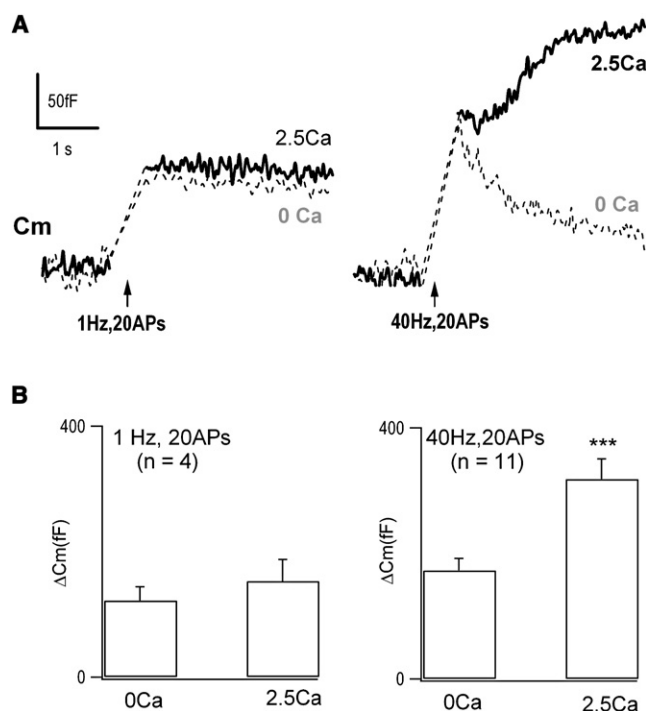 A
50fF
1 s
2.5Ca
0 Ca
Cm
1Hz,20APs
2.5Ca
0 Ca
40Hz,20APs
B
400
1 Hz, 20APs
(n = 4)
ΔCm(fF)
0
0Ca
2.5Ca
400
40Hz,20APs
(n = 11)
***
ΔCm(fF)
0
0Ca
2.5Ca